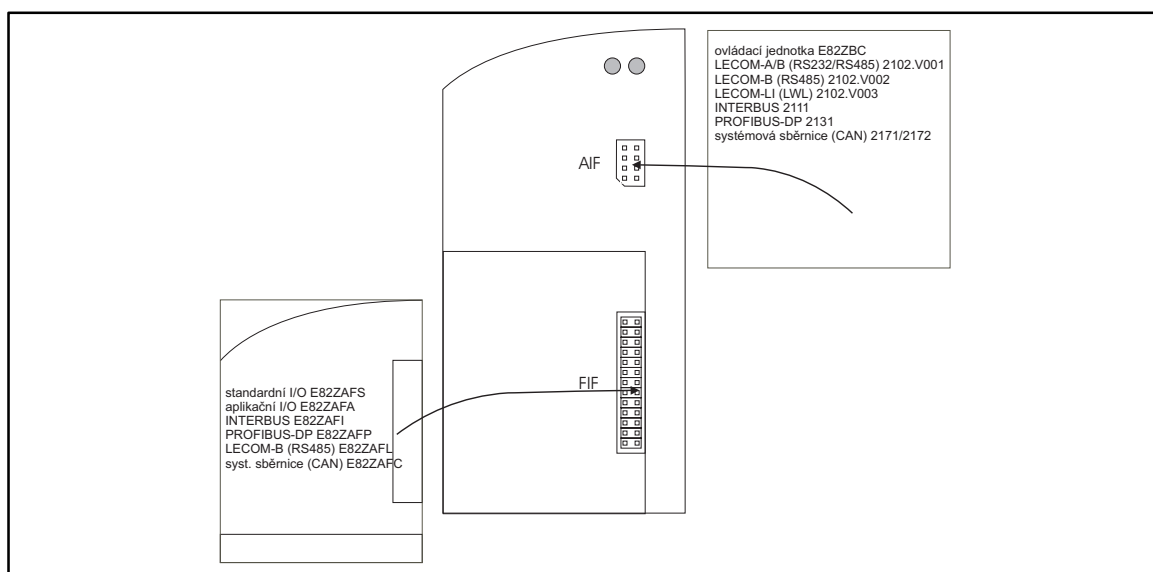 ovládací jednotka E82ZBC
LECOM-A/B (RS232/RS485) 2102.V001
LECOM-B (RS485) 2102.V002
LECOM-LI (LWL) 2102.V003
INTERBUS 2111
PROFIBUS-DP 2131
systémová sběrnice (CAN) 2171/2172
AIF
FIF
standardní I/O E82ZAFS
aplikační I/O E82ZAFA
INTERBUS E82ZAFI
PROFIBUS-DP E82ZAFP
LECOM-B (RS485) E82ZAFL
syst. sběrnice (CAN) E82ZAFC